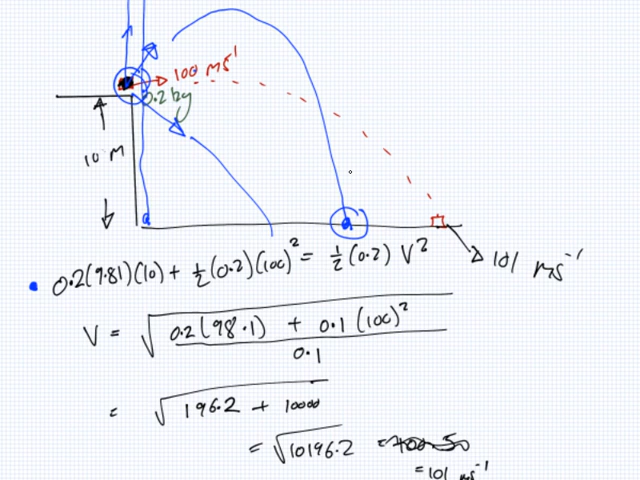 100 ms⁻¹
0.2 kg
10 M
101 ms⁻¹
0.2(9.81)(10) + ½(0.2)(100)² = ½(0.2) V²
V = √((0.2(98.1) + 0.1(100)²)/0.1)
= √(196.2 + 10000)
= √10196.2
= 101 ms⁻¹